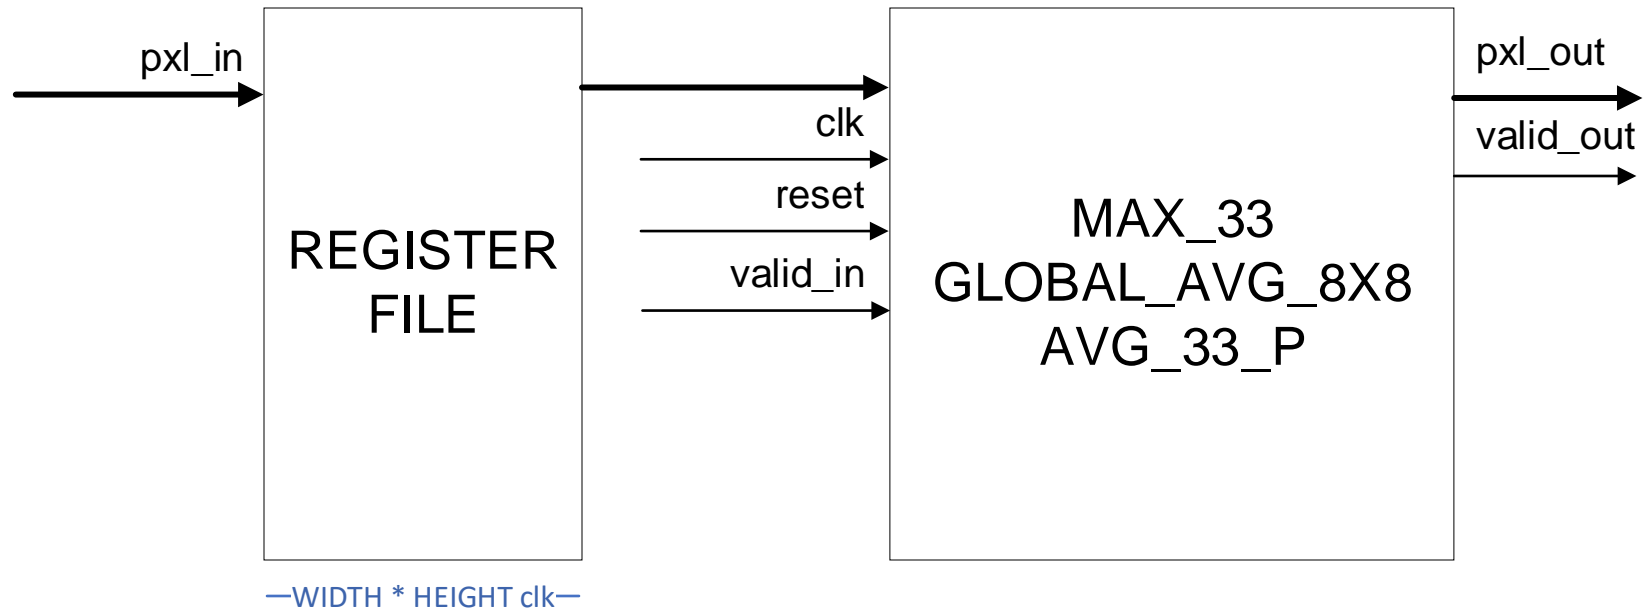 pxl_in
REGISTER
FILE
clk
reset
valid_in
MAX_33
GLOBAL_AVG_8X8
AVG_33_P
pxl_out
valid_out
WIDTH * HEIGHT clk